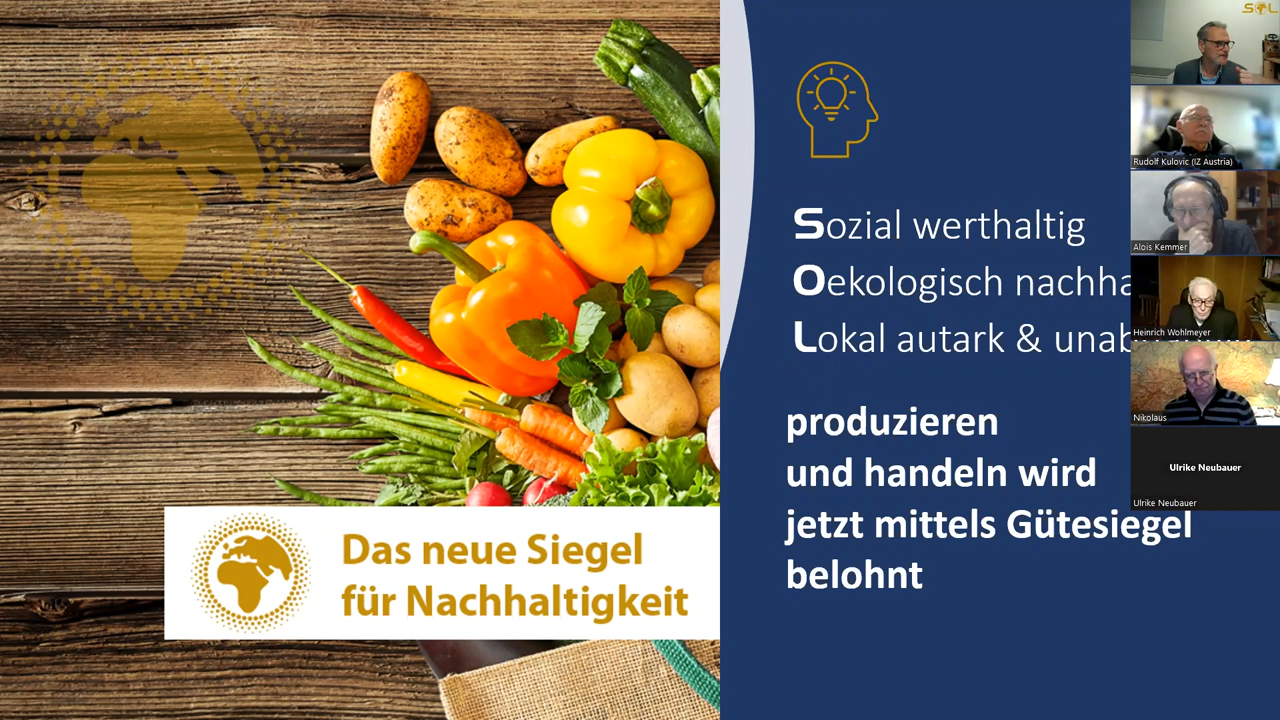 SOL
Sozial werthaltig
Oekologisch nachha
Lokal autark & unab
produzieren
und handeln wird
jetzt mittels Gütesiegel
belohnt
Das neue Siegel
für Nachhaltigkeit
Rudolf Kulovic (IZ Austria)
Alois Kemmer
Heinrich Wohlmeyer
Nikolaus
Ulrike Neubauer
Ulrike Neubauer